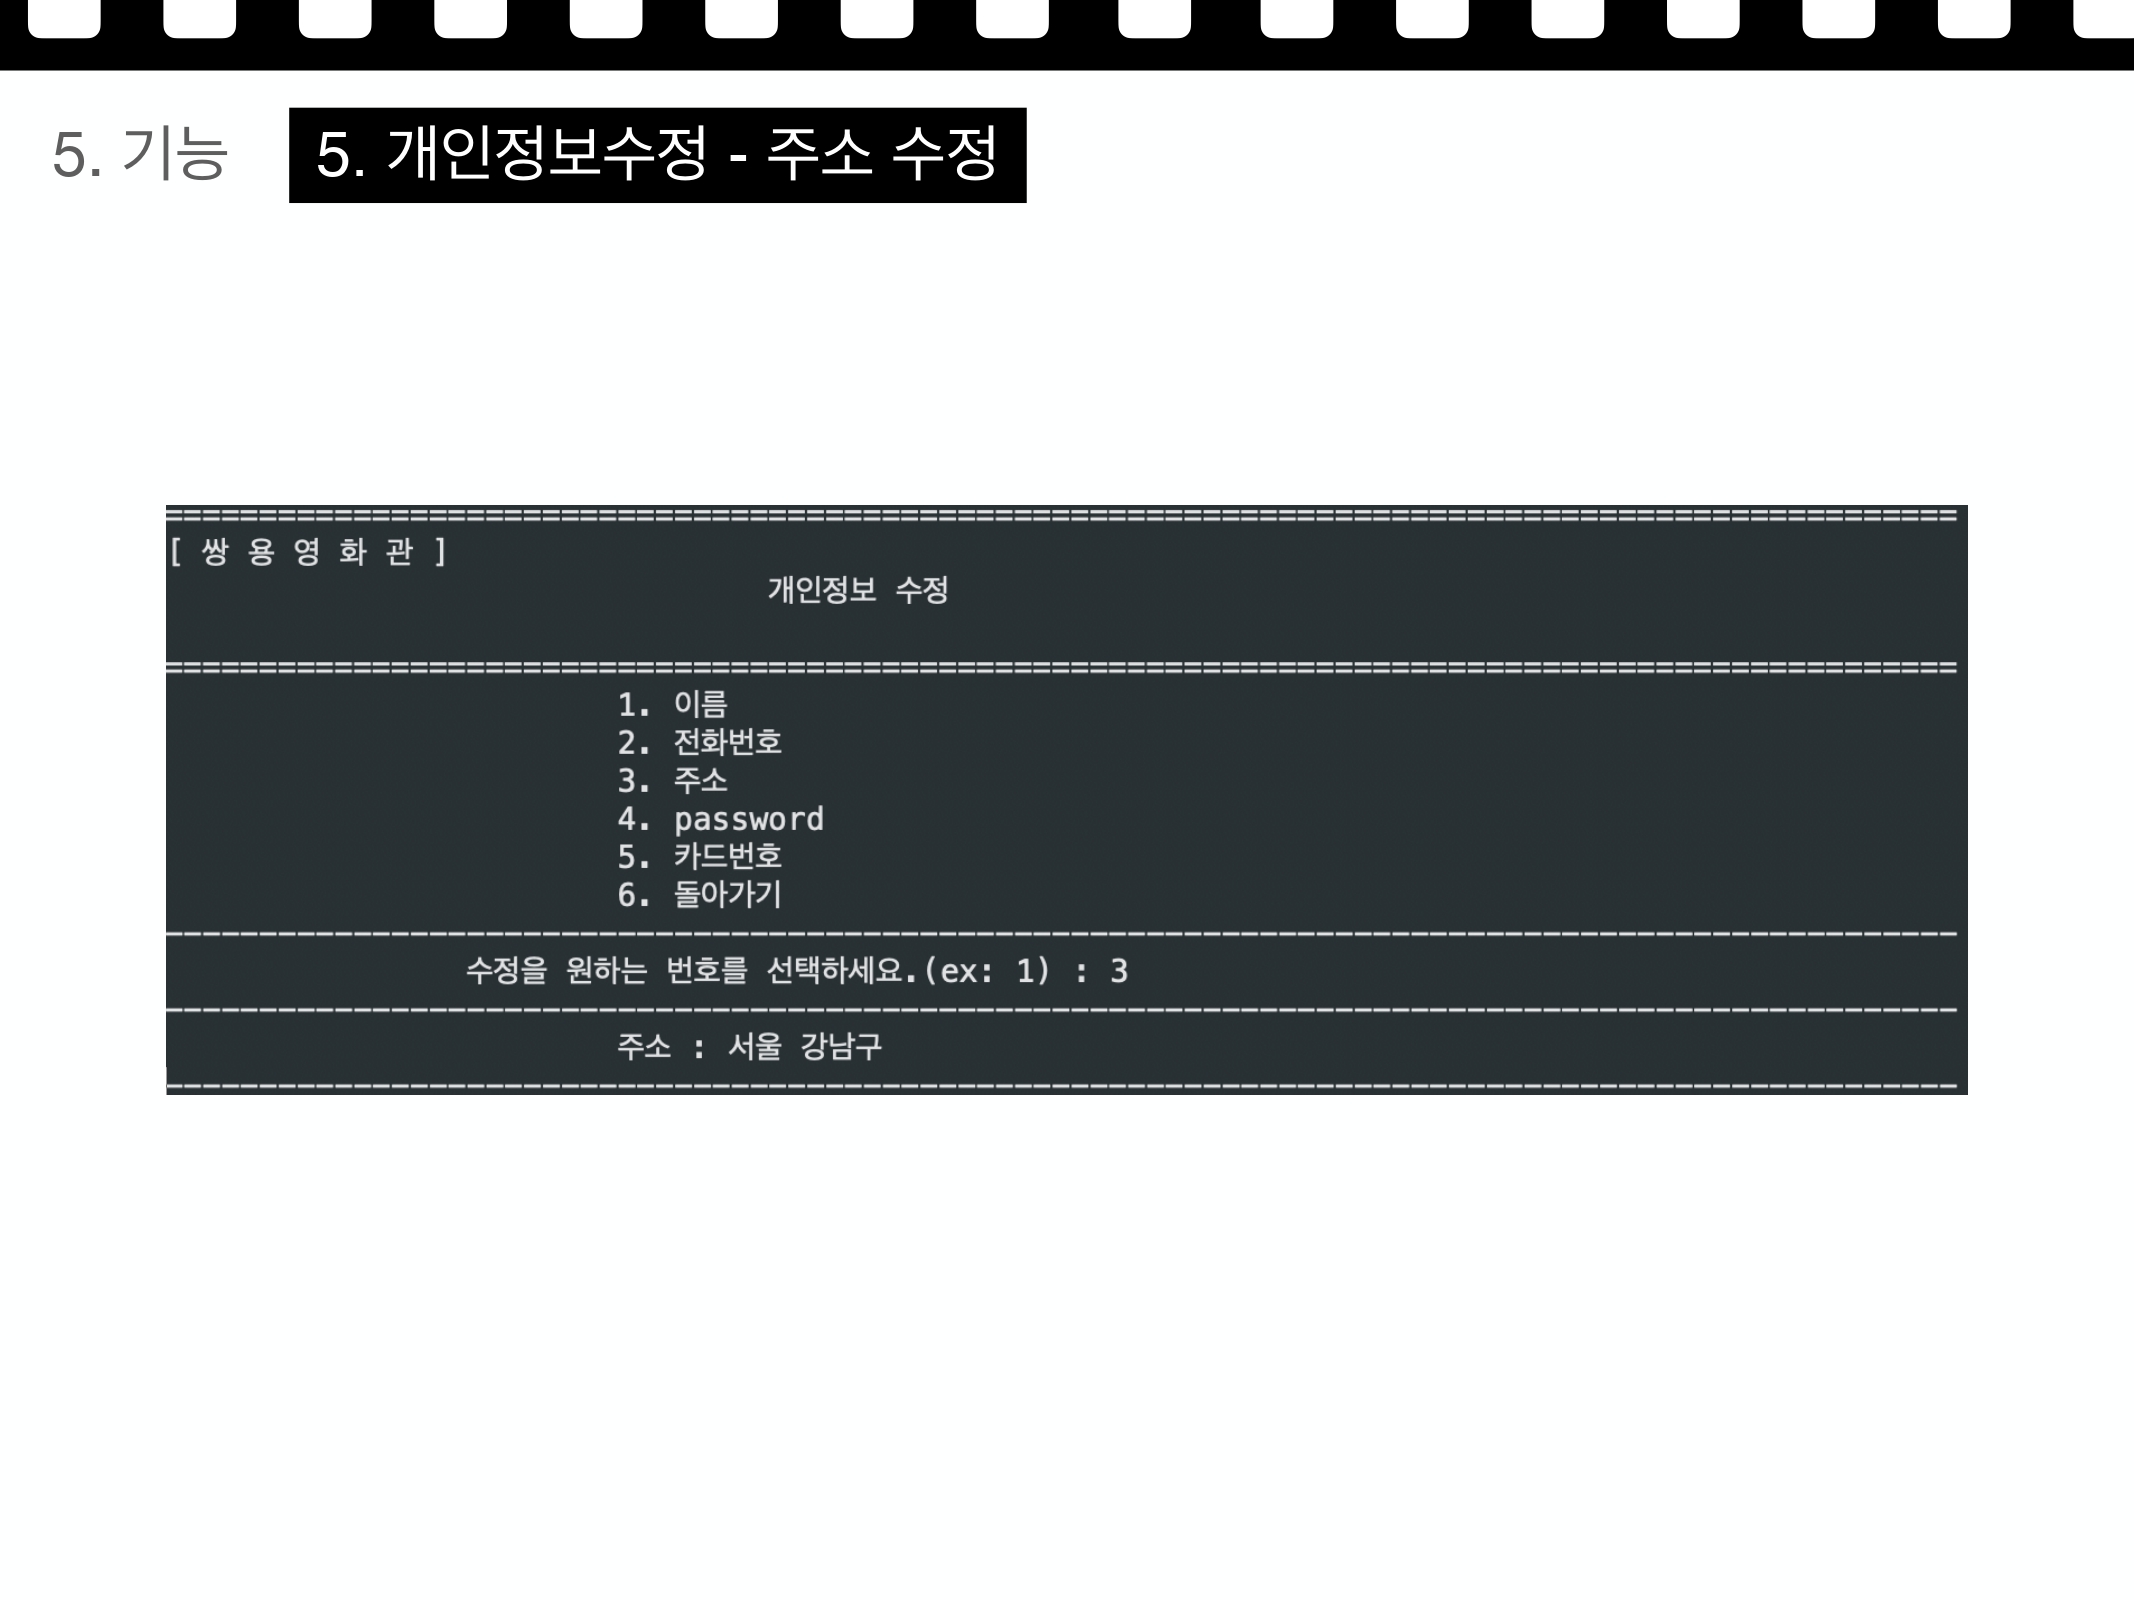 5. 기능
5. 개인정보수정 - 주소 수정
===============================================================================================
[ 쌍 용 영 화 관 ]
개인정보 수정
===============================================================================================
1. 이름
2. 전화번호
3. 주소
4. password
5. 카드번호
6. 돌아가기
-----------------------------------------------------------------------------------------------
수정을 원하는 번호를 선택하세요.(ex: 1) : 3
-----------------------------------------------------------------------------------------------
주소 : 서울 강남구
-----------------------------------------------------------------------------------------------